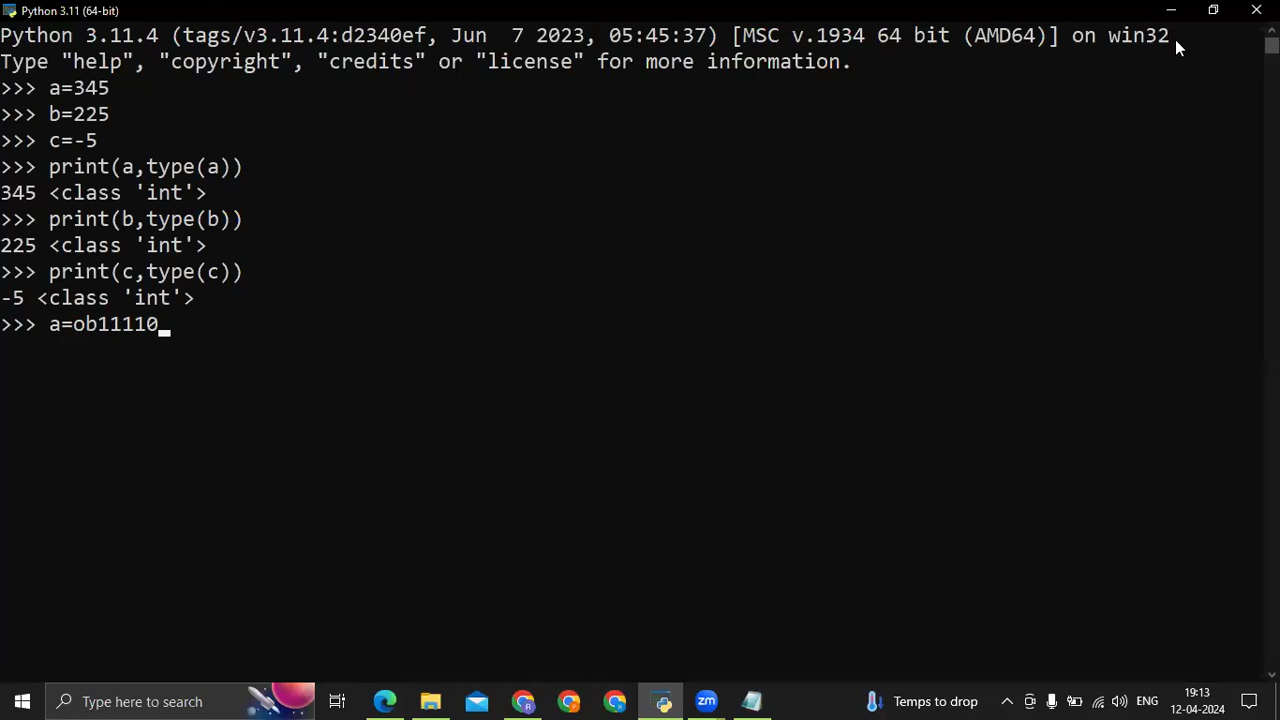 Python 3.11 (64-bit)
Python 3.11.4 (tags/v3.11.4:d2340ef, Jun  7 2023, 05:45:37) [MSC v.1934 64 bit (AMD64)] on win32
Type "help", "copyright", "credits" or "license" for more information.
>>> a=345
>>> b=225
>>> c=-5
>>> print(a,type(a))
345 <class 'int'>
>>> print(b,type(b))
225 <class 'int'>
>>> print(c,type(c))
-5 <class 'int'>
>>> a=ob11110
Type here to search
Temps to drop
ENG
19:13
12-04-2024